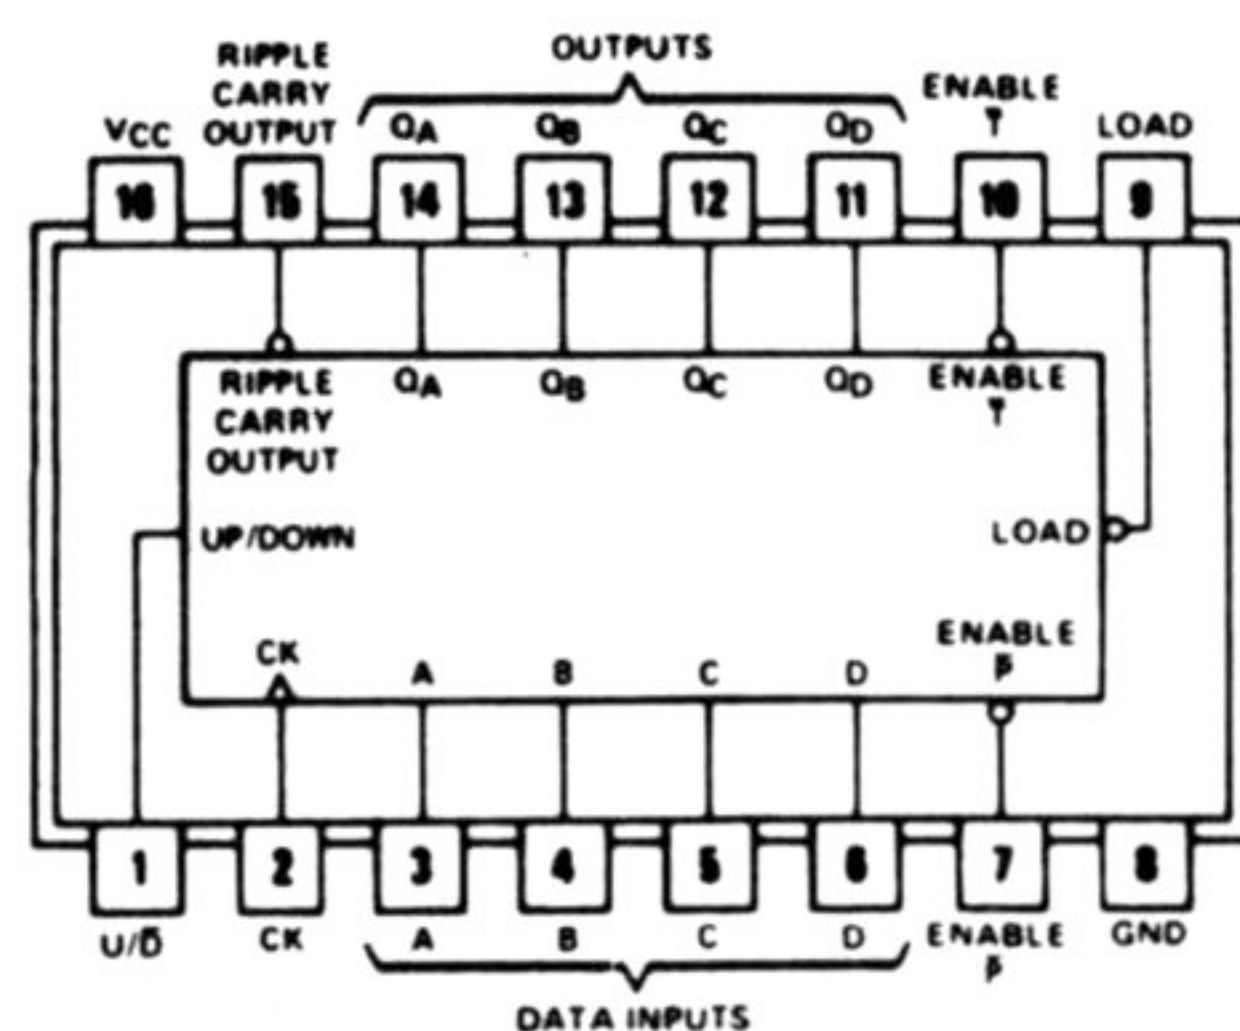 OUTPUTS
RIPPLE
CARRY
OUTPUT
ENABLE
T
VCC
QA QB QC QD
LOAD
16 15 14 13 12 11 10 9
RIPPLE
CARRY
OUTPUT
QA QB QC QD
ENABLE
T
UP/DOWN
LOAD
ENABLE
P̄
CK
A B C D
1 2 3 4 5 6 7 8
U/D̄ CK A B C D ENABLE
P̄
GND
DATA INPUTS